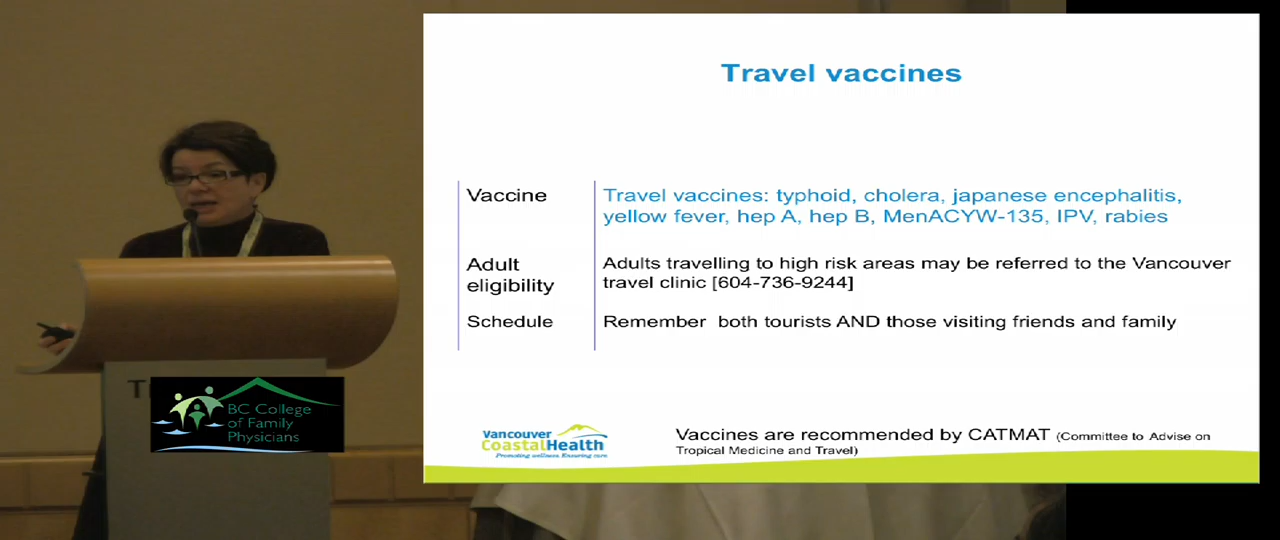 Travel vaccines
Vaccine
Travel vaccines: typhoid, cholera, japanese encephalitis,
yellow fever, hep A, hep B, MenACYW-135, IPV, rabies
Adult
eligibility
Adults travelling to high risk areas may be referred to the Vancouver
travel clinic [604-736-9244]
Schedule
Remember both tourists AND those visiting friends and family
Vancouver
CoastalHealth
Promoting wellness. Ensuring care.
Vaccines are recommended by CATMAT (Committee to Advise on
Tropical Medicine and Travel)
BC College
of Family
Physicians